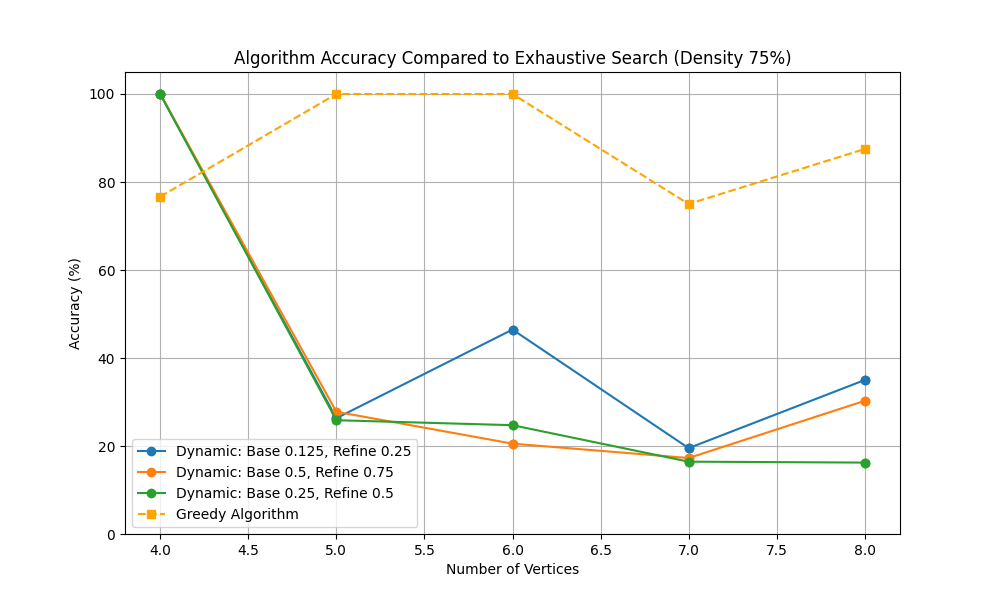 Algorithm Accuracy Compared to Exhaustive Search (Density 75%)
Accuracy (%)
100
80
60
40
20
0
Dynamic: Base 0.125, Refine 0.25
Dynamic: Base 0.5, Refine 0.75
Dynamic: Base 0.25, Refine 0.5
Greedy Algorithm
4.0 4.5 5.0 5.5 6.0 6.5 7.0 7.5 8.0
Number of Vertices